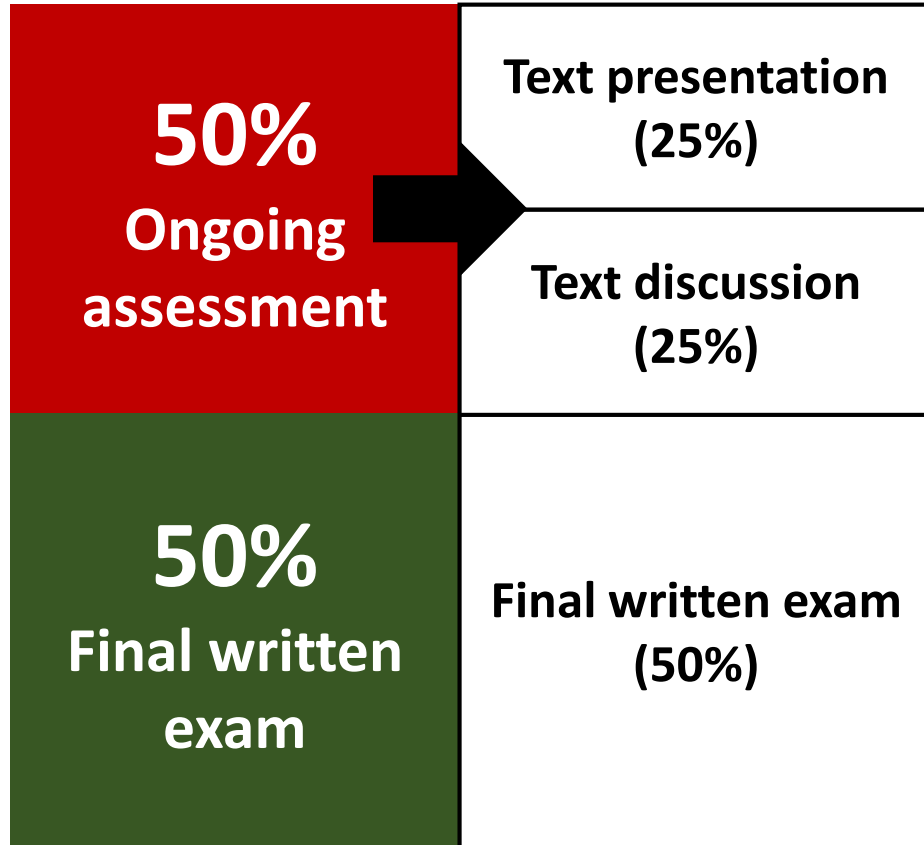 50%
Ongoing
assessment
Text presentation
(25%)
Text discussion
(25%)
50%
Final written
exam
Final written exam
(50%)